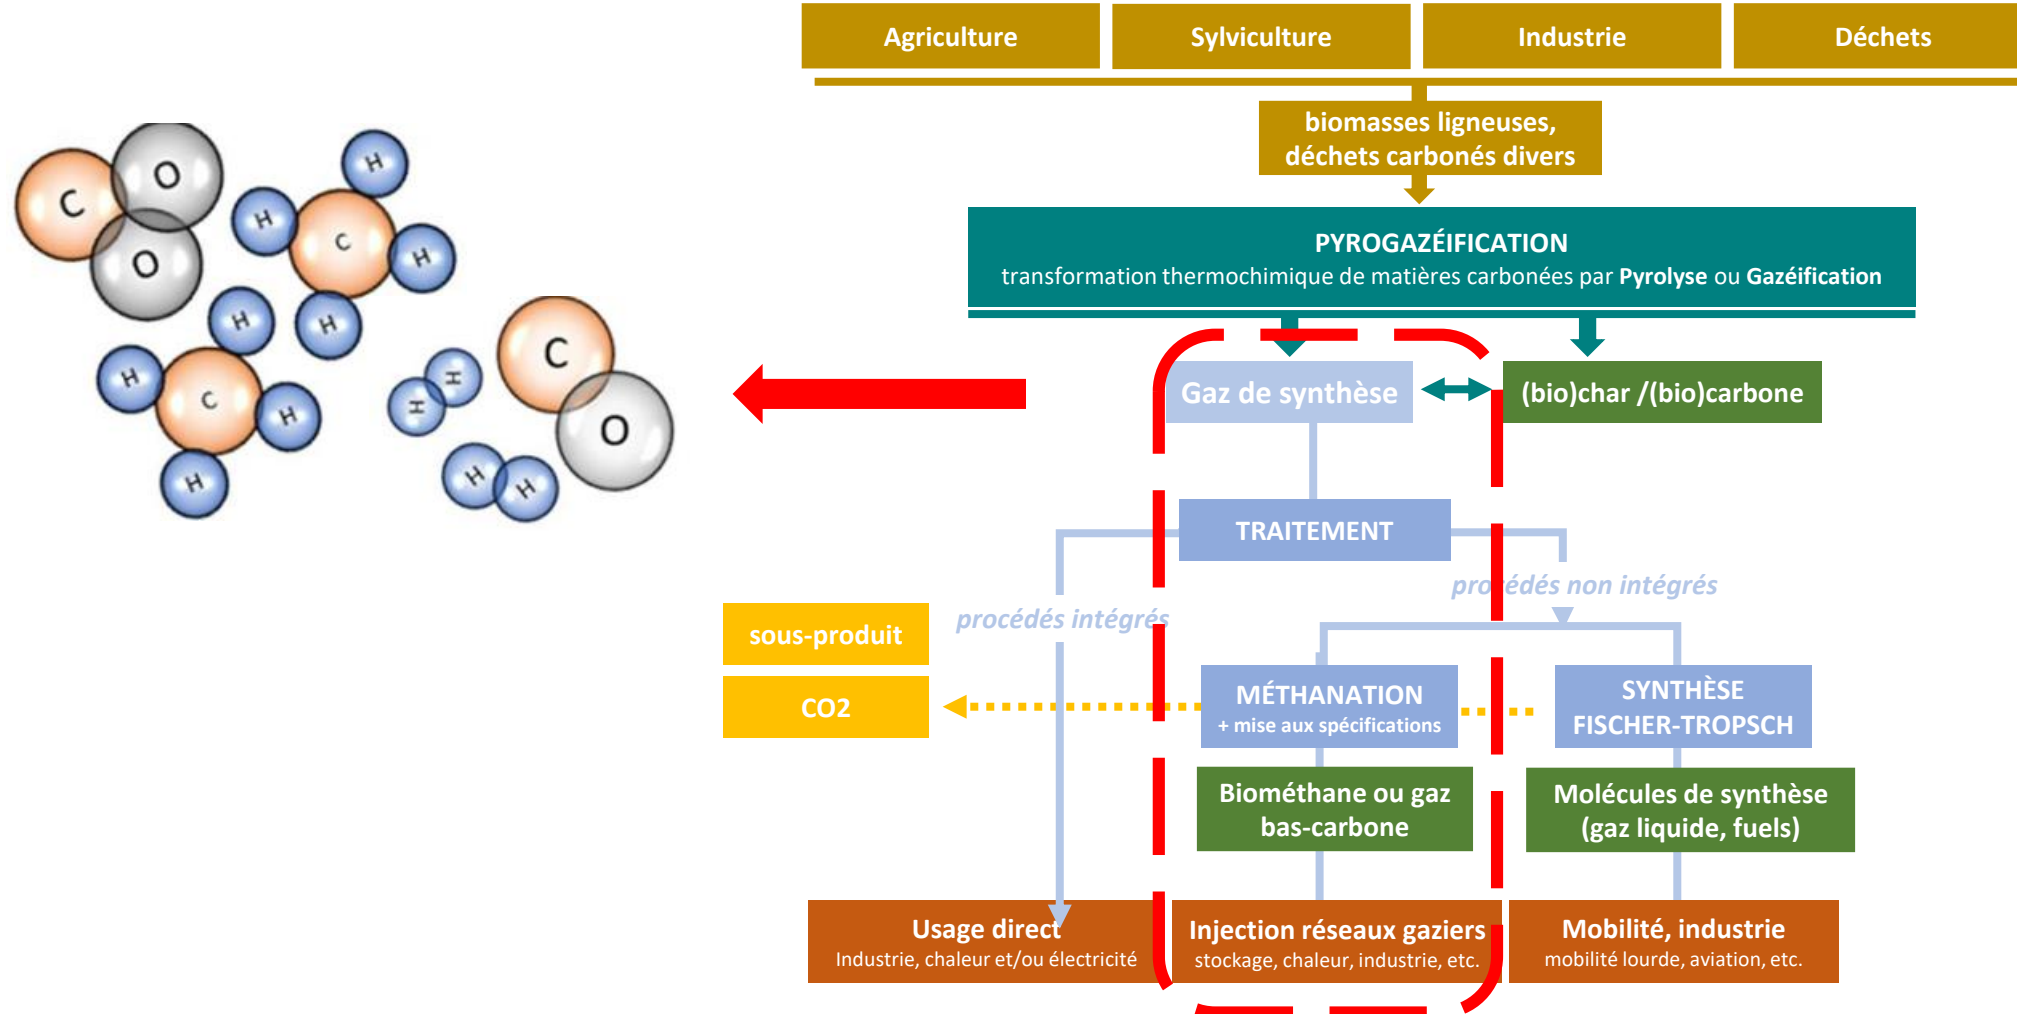 Agriculture
Sylviculture
Industrie
Déchets
biomasses ligneuses,
déchets carbonés divers
PYROGAZÉIFICATION
transformation thermochimique de matières carbonées par Pyrolyse ou Gazéification
Gaz de synthèse
(bio)char /(bio)carbone
TRAITEMENT
procédés non intégrés
procédés intégrés
sous-produit
CO2
MÉTHANATION
+ mise aux spécifications
SYNTHÈSE
FISCHER-TROPSCH
Biométhane ou gaz
bas-carbone
Molécules de synthèse
(gaz liquide, fuels)
Usage direct
Industrie, chaleur et/ou électricité
Injection réseaux gaziers
stockage, chaleur, industrie, etc.
Mobilité, industrie
mobilité lourde, aviation, etc.
C
O
O
H
H
C
H
H
H
H
C
H
H
H
H
H
H
C
O